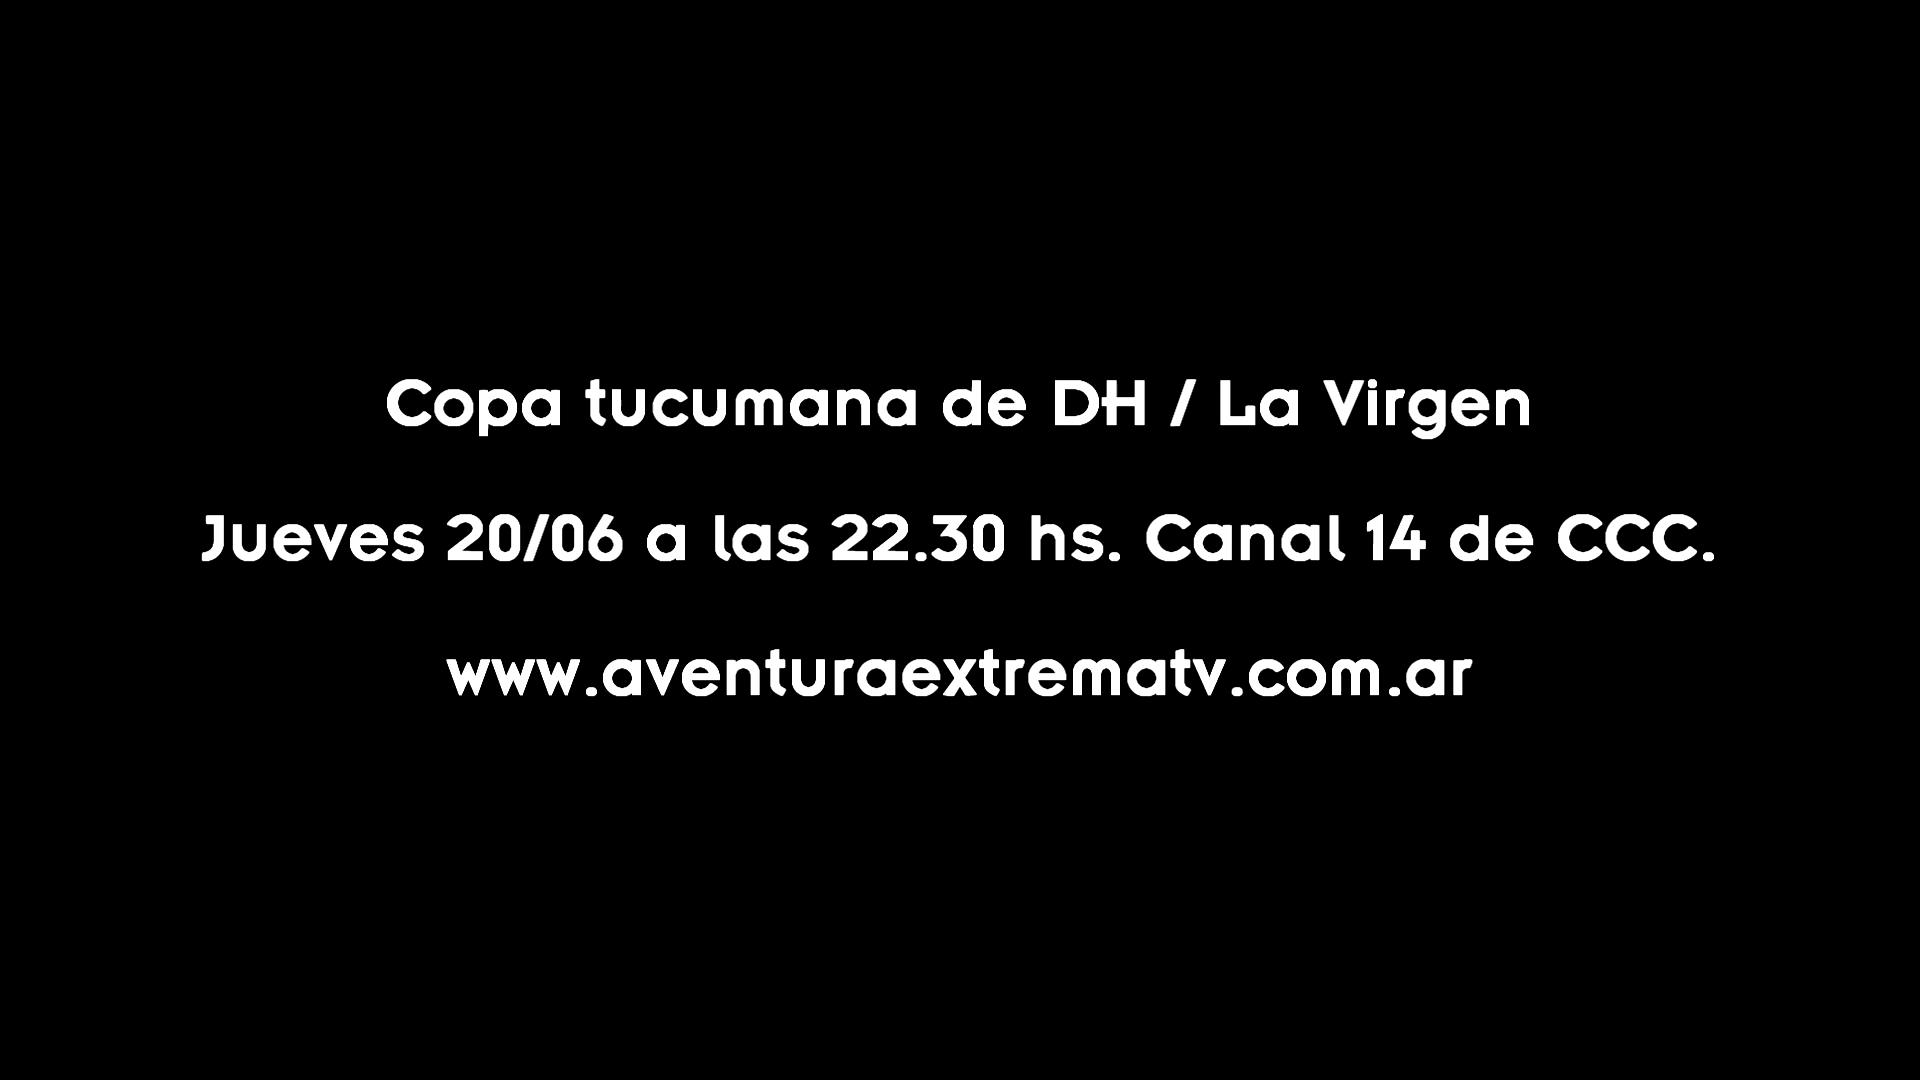 Copa tucumana de DH / La Virgen
Jueves 20/06 a las 22.30 hs. Canal 14 de CCC.
www.aventuraextrematv.com.ar